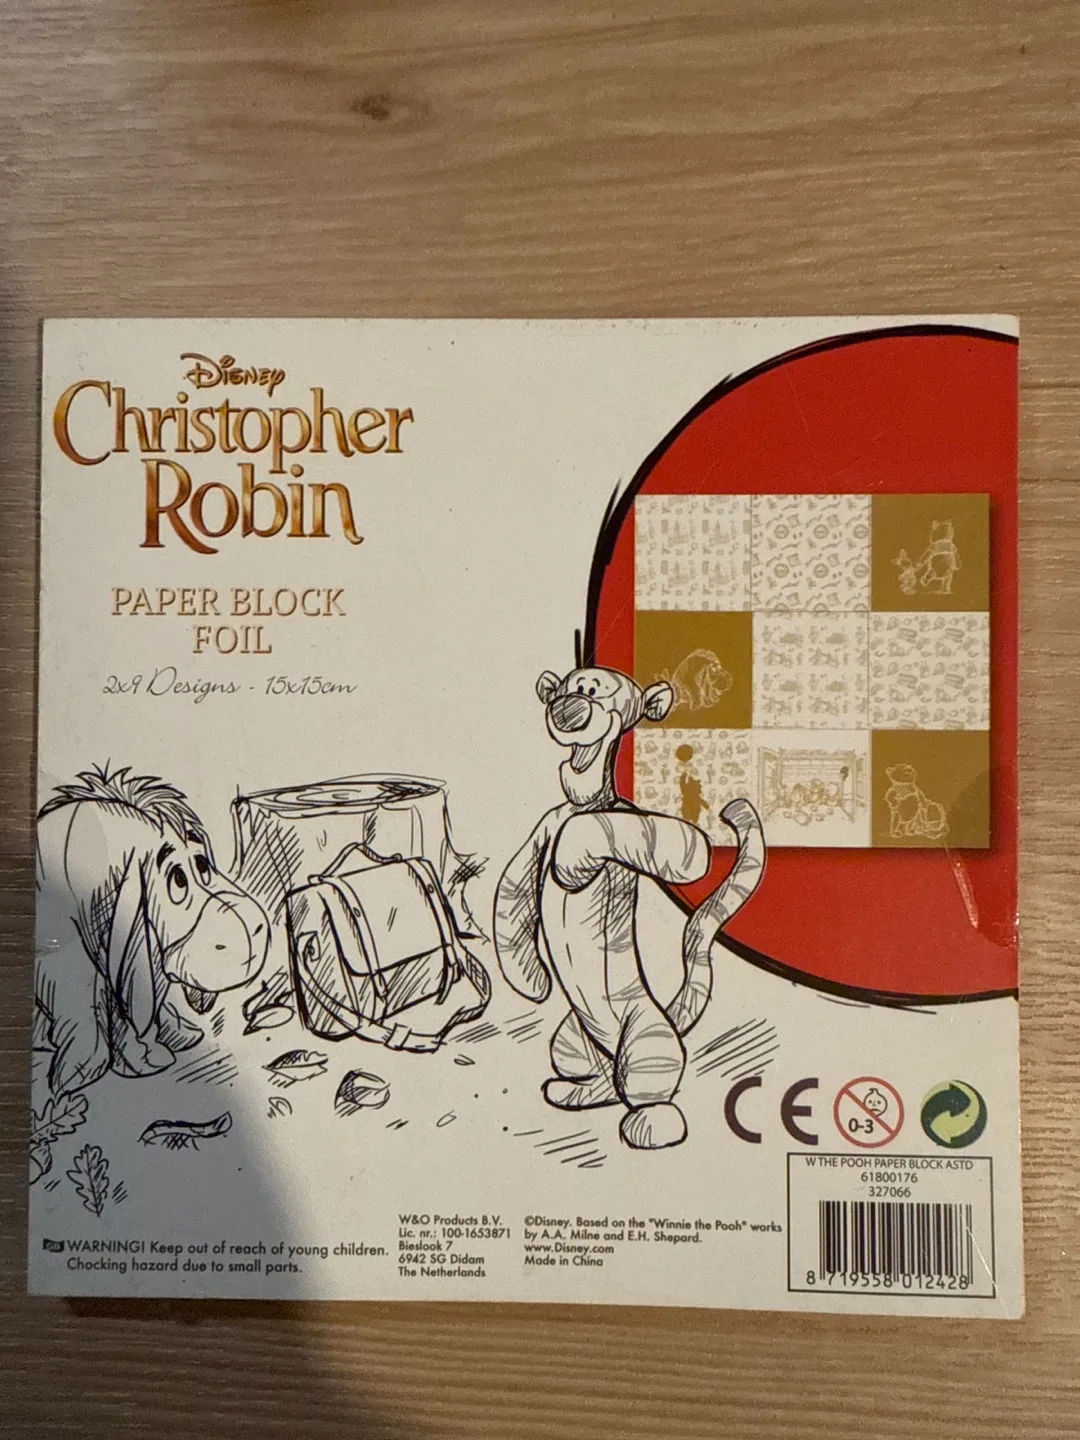 Disney
Christopher
Robin
PAPER BLOCK
FOIL
2x9 Designs - 15x15cm
0-3
W THE POOH PAPER BLOCK ASTD
61800176
327066
8 719558 012428
GB WARNING! Keep out of reach of young children.
Chocking hazard due to small parts.
W&O Products B.V.
Lic. nr.: 100-1653871
Bieslook 7
6942 SG Didam
The Netherlands
©Disney. Based on the "Winnie the Pooh" works
by A.A. Milne and E.H. Shepard.
www.Disney.com
Made in China
CE